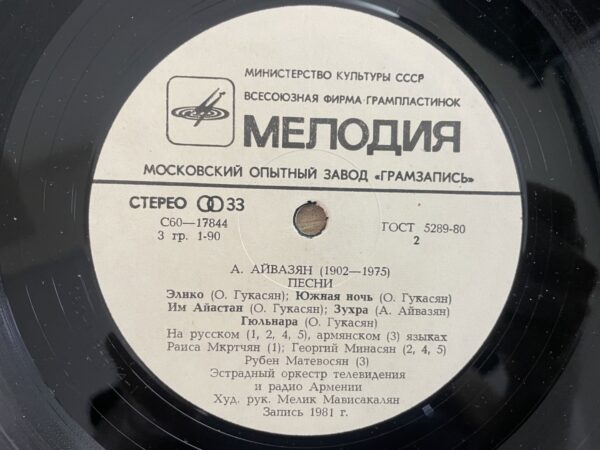 МИНИСТЕРСТВО КУЛЬТУРЫ СССР
ВСЕСОЮЗНАЯ ФИРМА ГРАМПЛАСТИНОК
МЕЛОДИЯ
МОСКОВСКИЙ ОПЫТНЫЙ ЗАВОД «ГРАМЗАПИСЬ»
СТЕРЕО 33
С60—17844
3 гр. 1-90
ГОСТ 5289-80
2
А. АЙВАЗЯН (1902—1975)
ПЕСНИ
Элико (О. Гукасян); Южная ночь (О. Гукасян)
Им Айастан (О. Гукасян); Зухра (А. Айвазян)
Гюльнара (О. Гукасян)
На русском (1, 2, 4, 5), армянском (3) языках
Раиса Мкртчян (1); Георгий Минасян (2, 4, 5)
Рубен Матевосян (3)
Эстрадный оркестр телевидения
и радио Армении
Худ. рук. Мелик Мависакалян
Запись 1981 г.